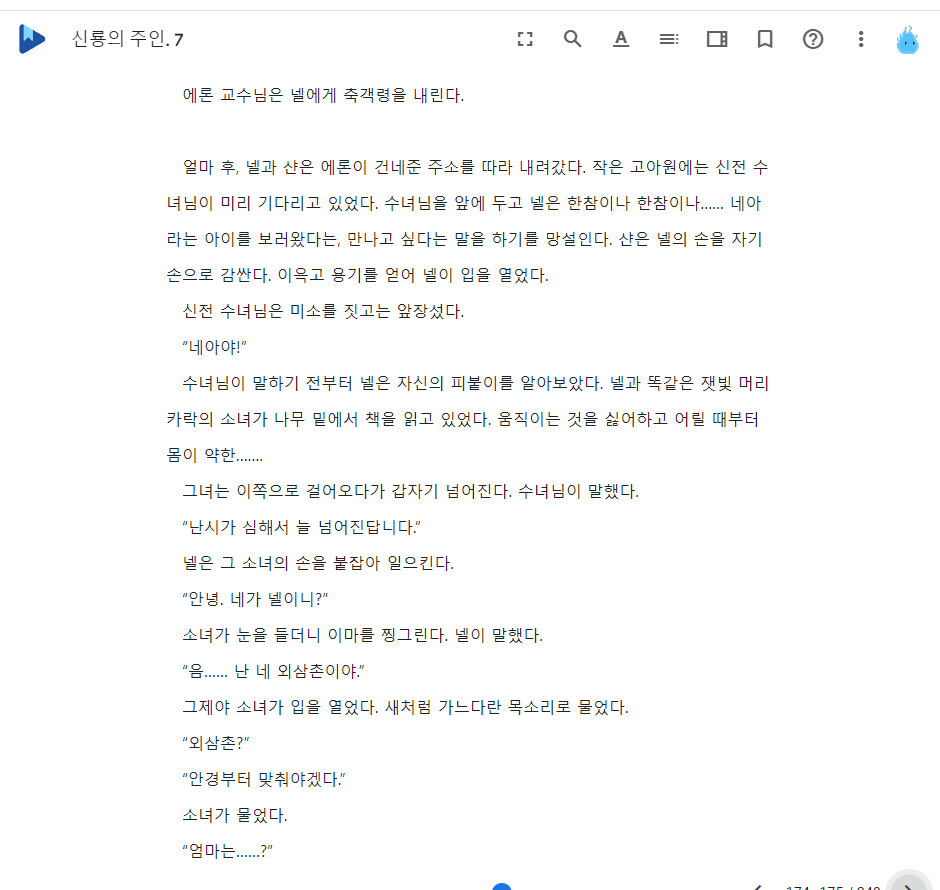 신룡의 주인. 7
에론 교수님은 넬에게 축객령을 내린다.
얼마 후, 넬과 샨은 에론이 건네준 주소를 따라 내려갔다. 작은 고아원에는 신전 수
녀님이 미리 기다리고 있었다. 수녀님을 앞에 두고 넬은 한참이나 한참이나...... 네아
라는 아이를 보러왔다는, 만나고 싶다는 말을 하기를 망설인다. 샨은 넬의 손을 자기
손으로 감싼다. 이윽고 용기를 얻어 넬이 입을 열었다.
신전 수녀님은 미소를 짓고는 앞장섰다.
“네아야!”
수녀님이 말하기 전부터 넬은 자신의 피붙이를 알아보았다. 넬과 똑같은 잿빛 머리
카락의 소녀가 나무 밑에서 책을 읽고 있었다. 움직이는 것을 싫어하고 어릴 때부터
몸이 약한.......
그녀는 이쪽으로 걸어오다가 갑자기 넘어진다. 수녀님이 말했다.
“난시가 심해서 늘 넘어진답니다.”
넬은 그 소녀의 손을 붙잡아 일으킨다.
“안녕. 네가 넬이니?”
소녀가 눈을 들더니 이마를 찡그린다. 넬이 말했다.
“음...... 난 네 외삼촌이야.”
그제야 소녀가 입을 열었다. 새처럼 가느다란 목소리로 물었다.
“외삼촌?”
“안경부터 맞춰야겠다.”
소녀가 물었다.
“엄마는......?”